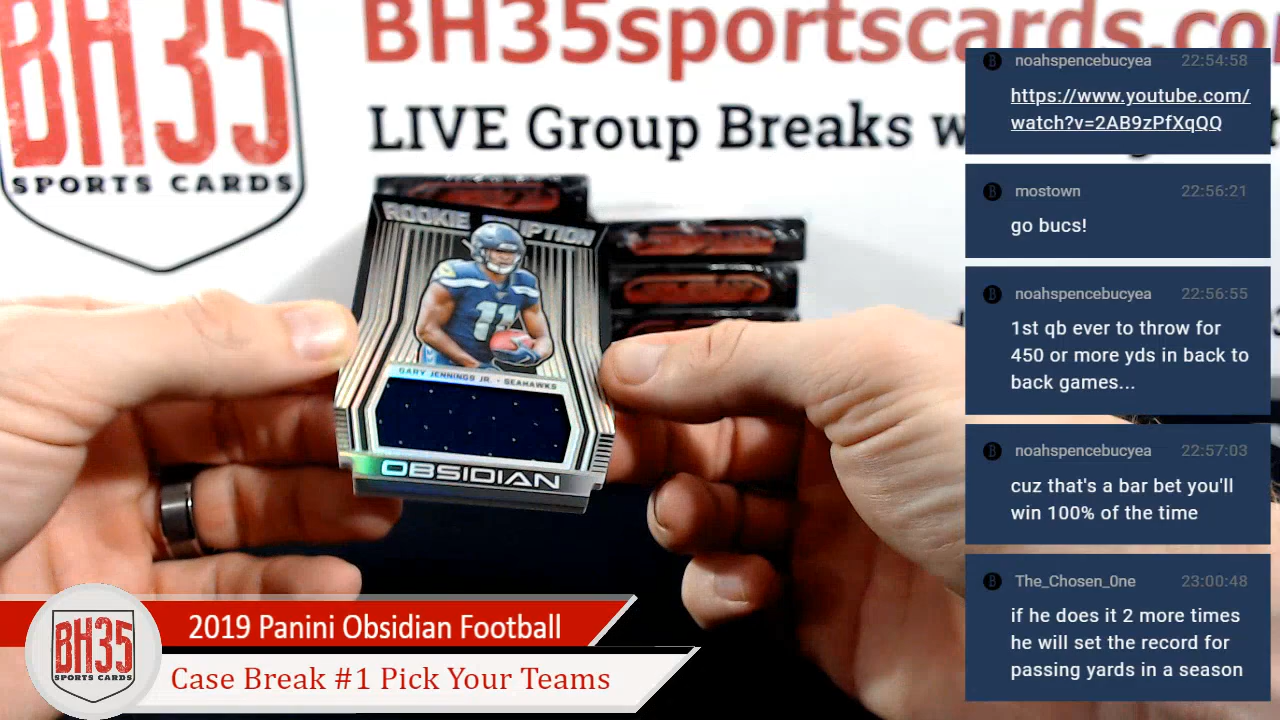 BH35
SPORTS CARDS
BH35sportscards.co
LIVE Group Breaks w
noahspencebucyea 22:54:58
https://www.youtube.com/
watch?v=2AB9zPfXqQQ
mostown 22:56:21
go bucs!
noahspencebucyea 22:56:55
1st qb ever to throw for
450 or more yds in back to
back games...
noahspencebucyea 22:57:03
cuz that's a bar bet you'll
win 100% of the time
The_Chosen_0ne 23:00:48
if he does it 2 more times
he will set the record for
passing yards in a season
ROOKIE UPTION
11
GARY JENNINGS JR. • SEAHAWKS
OBSIDIAN
BH35
SPORTS CARDS
2019 Panini Obsidian Football
Case Break #1 Pick Your Teams